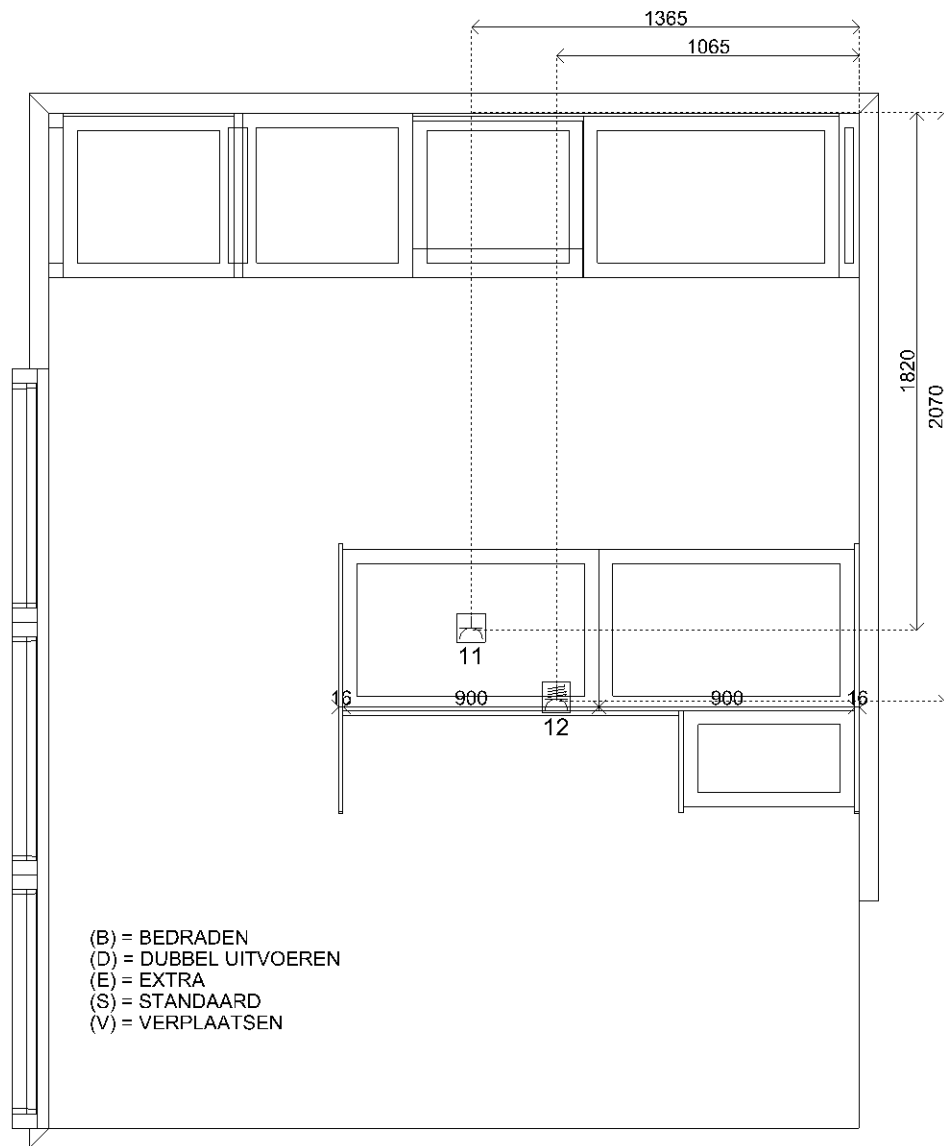 1365
1065
1820
2070
11
16 900 900 16
12
(B) = BEDRADEN
(D) = DUBBEL UITVOEREN
(E) = EXTRA
(S) = STANDAARD
(V) = VERPLAATSEN